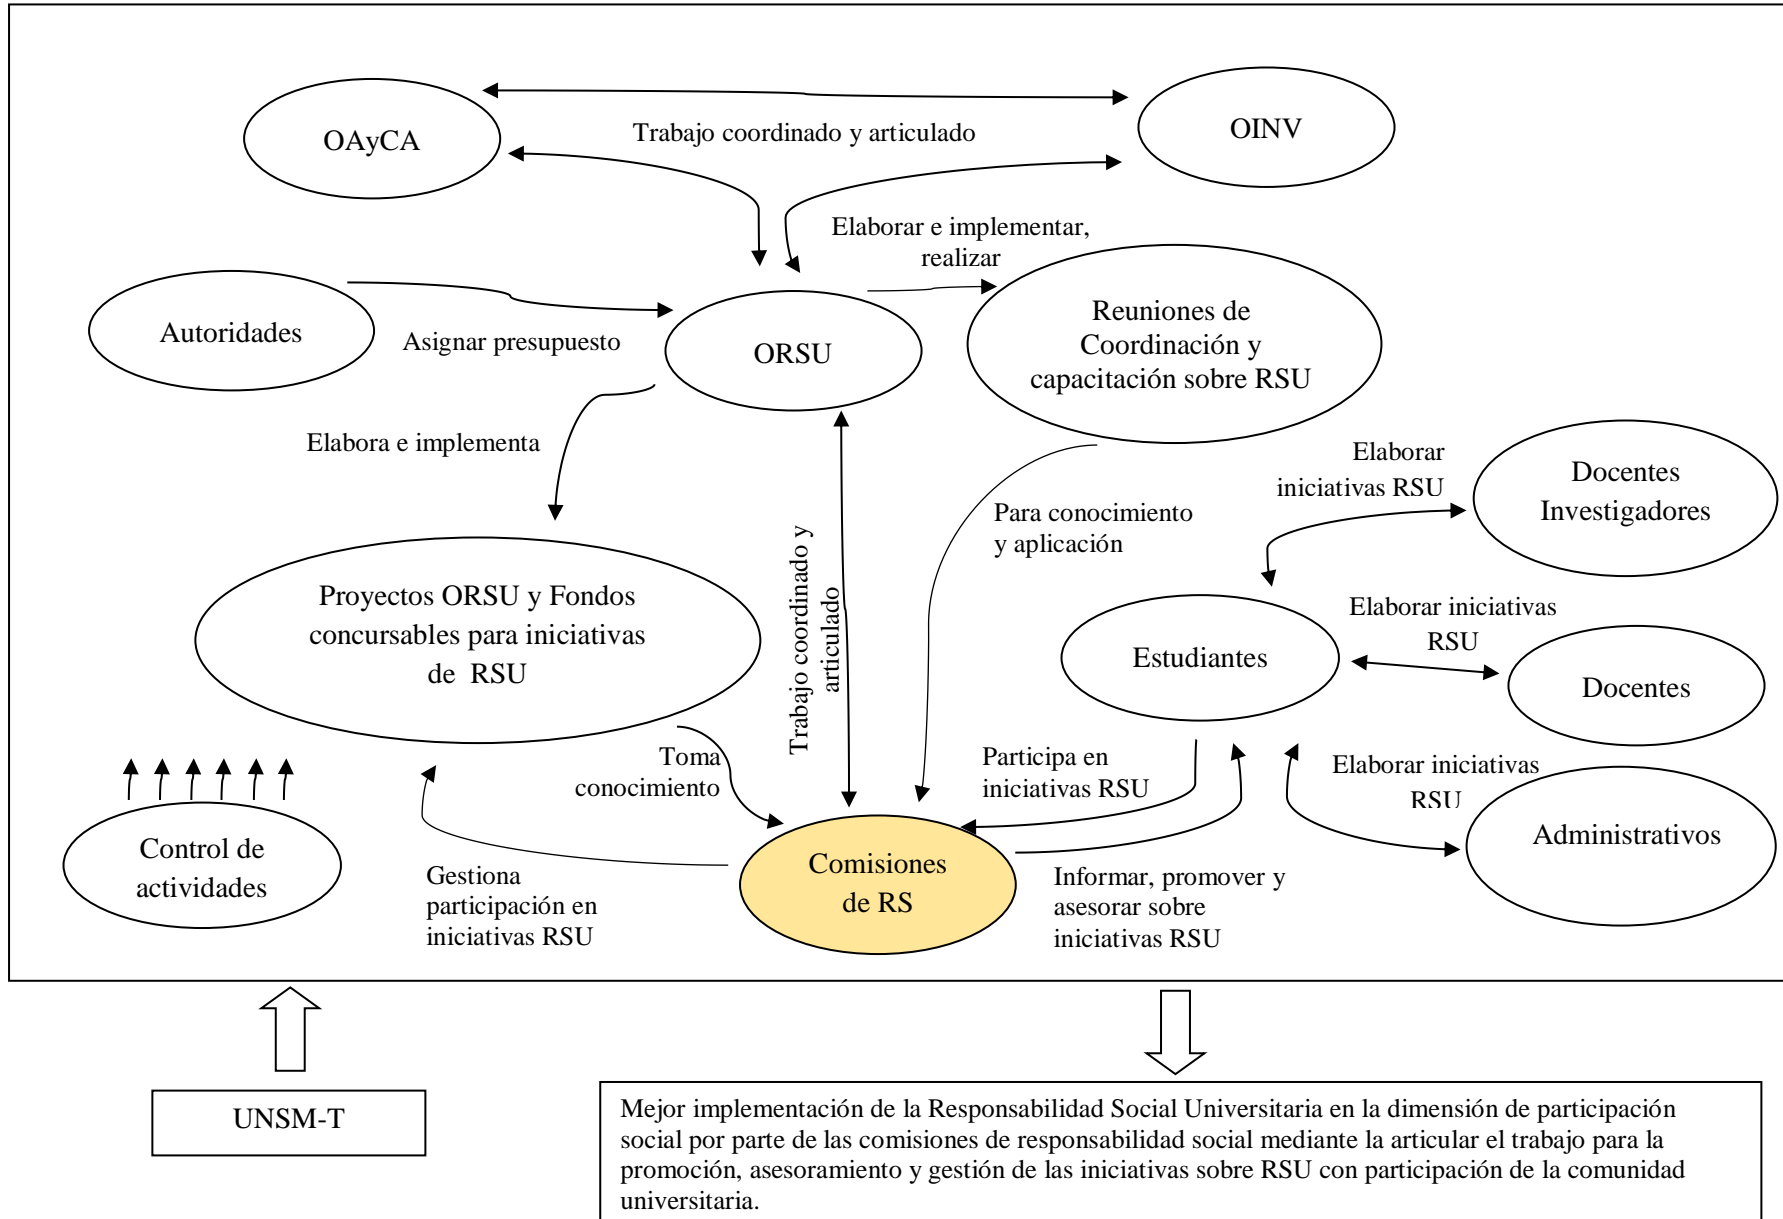 OAyCA
Trabajo coordinado y articulado
OINV
Elaborar e implementar,
realizar
Autoridades
Asignar presupuesto
ORSU
Reuniones de
Coordinación y
capacitación sobre RSU
Elabora e implementa
Elaborar
iniciativas RSU
Docentes
Investigadores
Para conocimiento
y aplicación
Trabajo coordinado y
articulado
Proyectos ORSU y Fondos
concursables para iniciativas
de RSU
Elaborar iniciativas
RSU
Estudiantes
Docentes
Toma
conocimiento
Participa en
iniciativas RSU
Elaborar iniciativas
RSU
Administrativos
Control de
actividades
Gestiona
participación en
iniciativas RSU
Comisiones
de RS
Informar, promover y
asesorar sobre
iniciativas RSU
UNSM-T
Mejor implementación de la Responsabilidad Social Universitaria en la dimensión de participación
social por parte de las comisiones de responsabilidad social mediante la articular el trabajo para la
promoción, asesoramiento y gestión de las iniciativas sobre RSU con participación de la comunidad
universitaria.